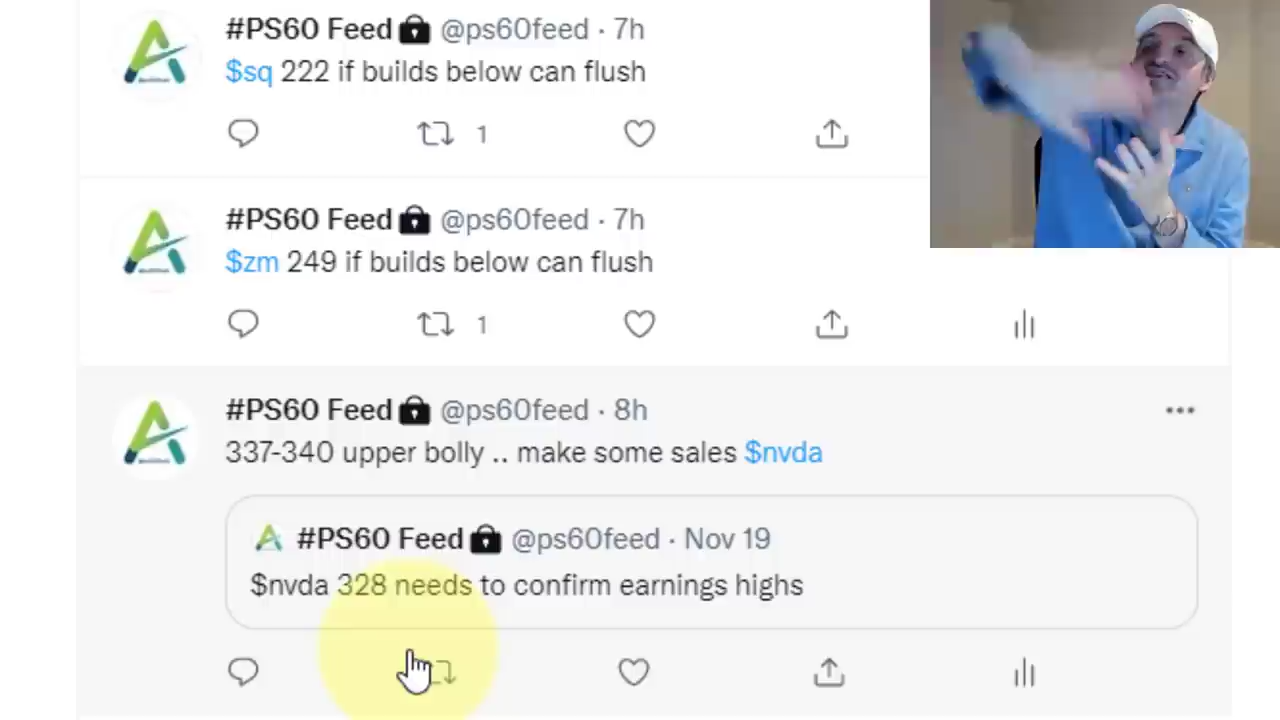 #PS60 Feed @ps60feed · 7h
$sq 222 if builds below can flush
1
#PS60 Feed @ps60feed · 7h
$zm 249 if builds below can flush
1
#PS60 Feed @ps60feed · 8h
337-340 upper bolly .. make some sales $nvda
#PS60 Feed @ps60feed · Nov 19
$nvda 328 needs to confirm earnings highs